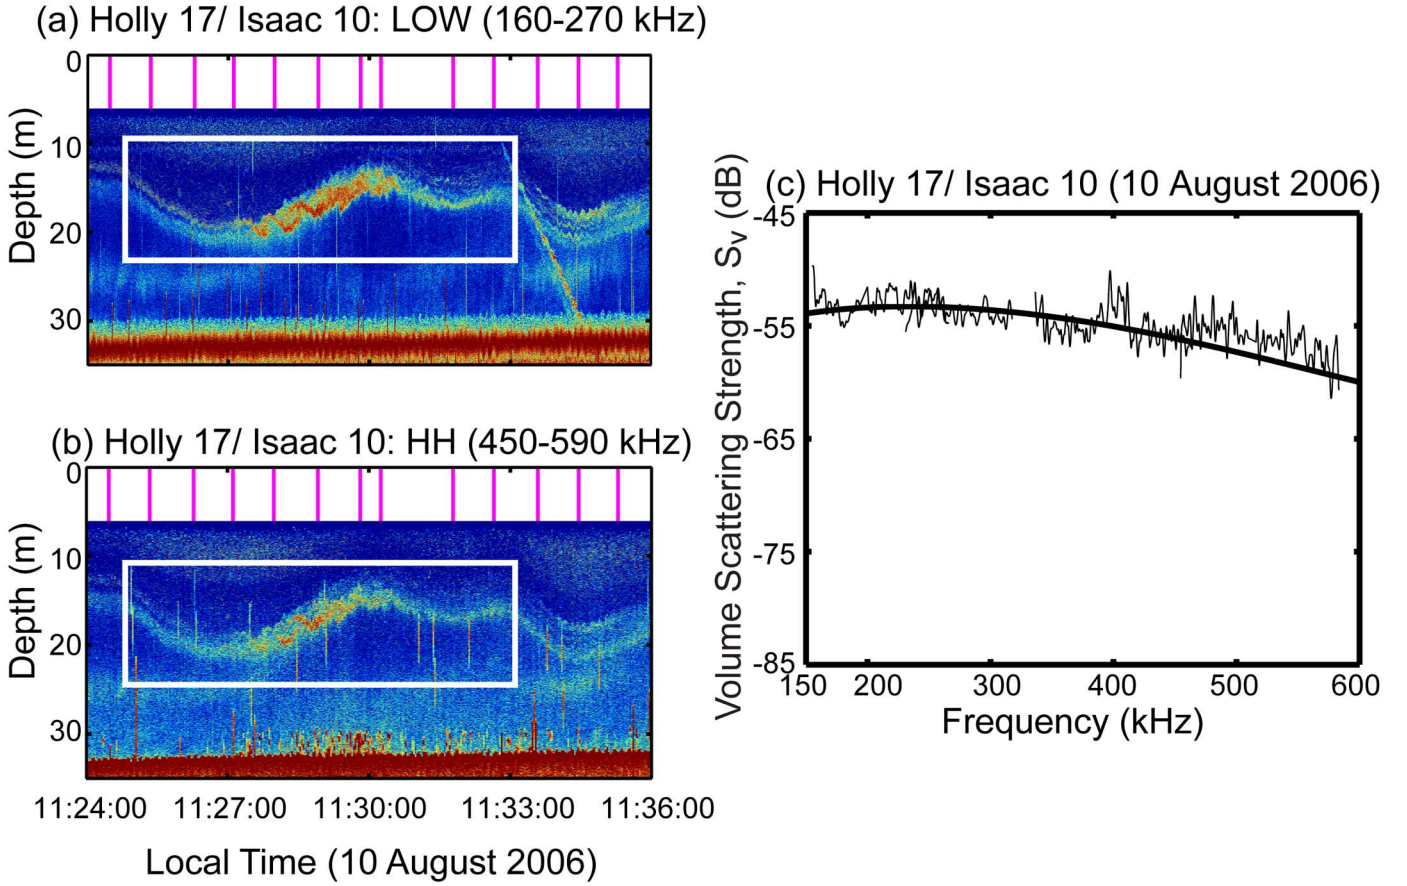 (a) Holly 17/ Isaac 10: LOW (160-270 kHz)
0
10
20
30
Depth (m)
(b) Holly 17/ Isaac 10: HH (450-590 kHz)
0
10
20
30
Depth (m)
11:24:00 11:27:00 11:30:00 11:33:00 11:36:00
Local Time (10 August 2006)
(c) Holly 17/ Isaac 10 (10 August 2006)
Volume Scattering Strength, Sv (dB)
-45
-55
-65
-75
-85
150 200 300 400 500 600
Frequency (kHz)